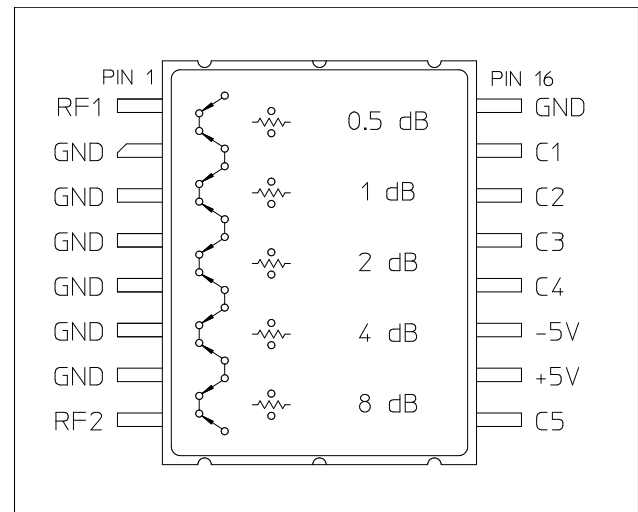 PIN 1
PIN 16
RF1
0.5 dB
GND
GND
C1
GND
1 dB
C2
GND
C3
GND
2 dB
C4
GND
4 dB
-5V
GND
+5V
RF2
8 dB
C5